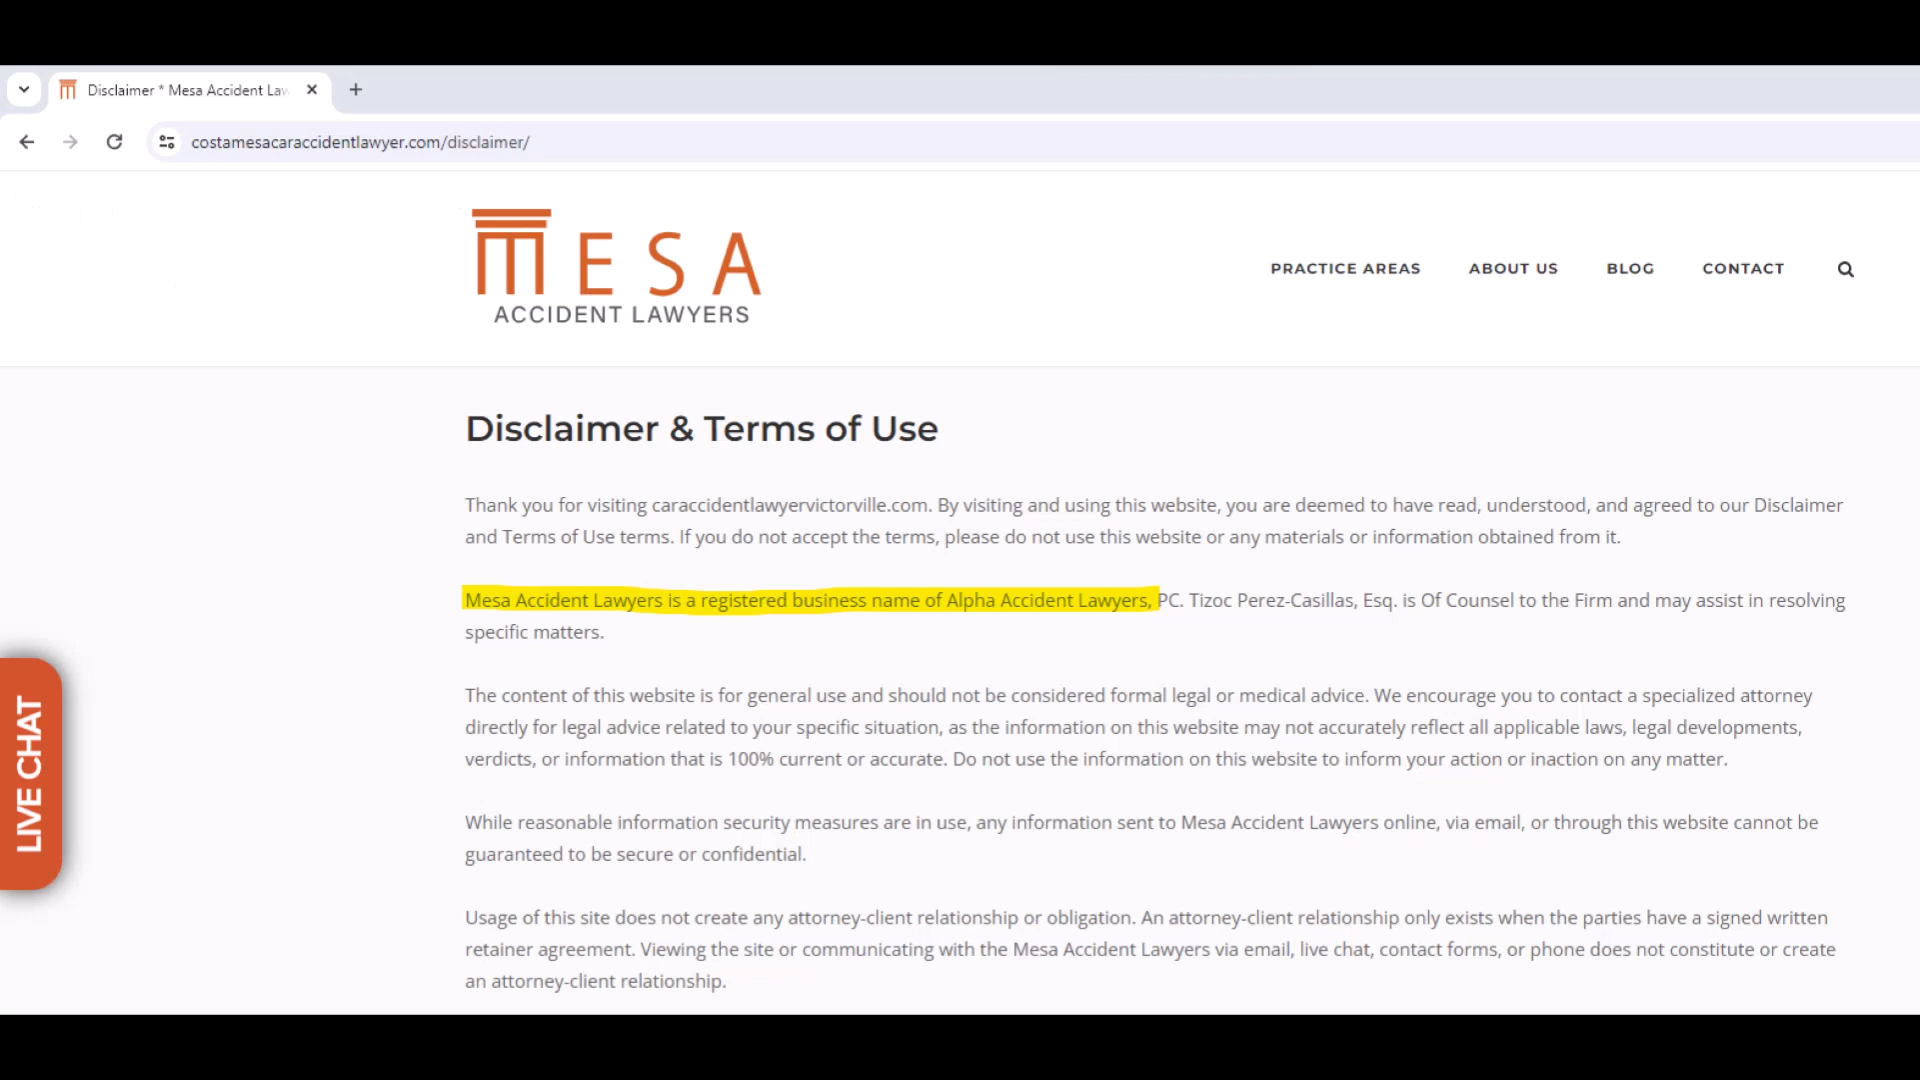 Disclaimer * Mesa Accident Law
costamesacaraccidentlawyer.com/disclaimer/
MESA
ACCIDENT LAWYERS
PRACTICE AREAS ABOUT US BLOG CONTACT
Disclaimer & Terms of Use
Thank you for visiting caraccidentlawyervictorville.com. By visiting and using this website, you are deemed to have read, understood, and agreed to our Disclaimer
and Terms of Use terms. If you do not accept the terms, please do not use this website or any materials or information obtained from it.
Mesa Accident Lawyers is a registered business name of Alpha Accident Lawyers, PC. Tizoc Perez-Casillas, Esq. is Of Counsel to the Firm and may assist in resolving
specific matters.
The content of this website is for general use and should not be considered formal legal or medical advice. We encourage you to contact a specialized attorney
directly for legal advice related to your specific situation, as the information on this website may not accurately reflect all applicable laws, legal developments,
verdicts, or information that is 100% current or accurate. Do not use the information on this website to inform your action or inaction on any matter.
While reasonable information security measures are in use, any information sent to Mesa Accident Lawyers online, via email, or through this website cannot be
guaranteed to be secure or confidential.
Usage of this site does not create any attorney-client relationship or obligation. An attorney-client relationship only exists when the parties have a signed written
retainer agreement. Viewing the site or communicating with the Mesa Accident Lawyers via email, live chat, contact forms, or phone does not constitute or create
an attorney-client relationship.
LIVE CHAT